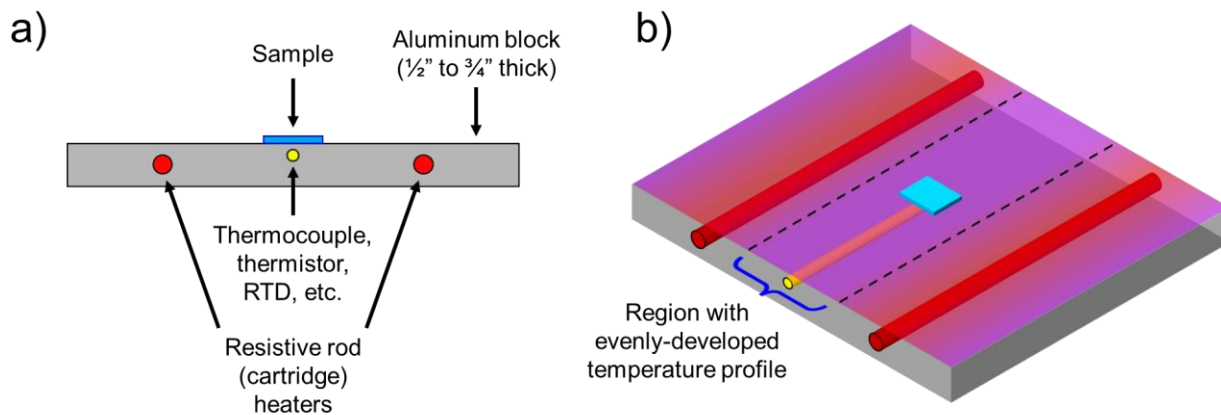 a)
Sample
Aluminum block
(½” to ¾” thick)
Thermocouple,
thermistor,
RTD, etc.
Resistive rod
(cartridge)
heaters
b)
Region with
evenly-developed
temperature profile